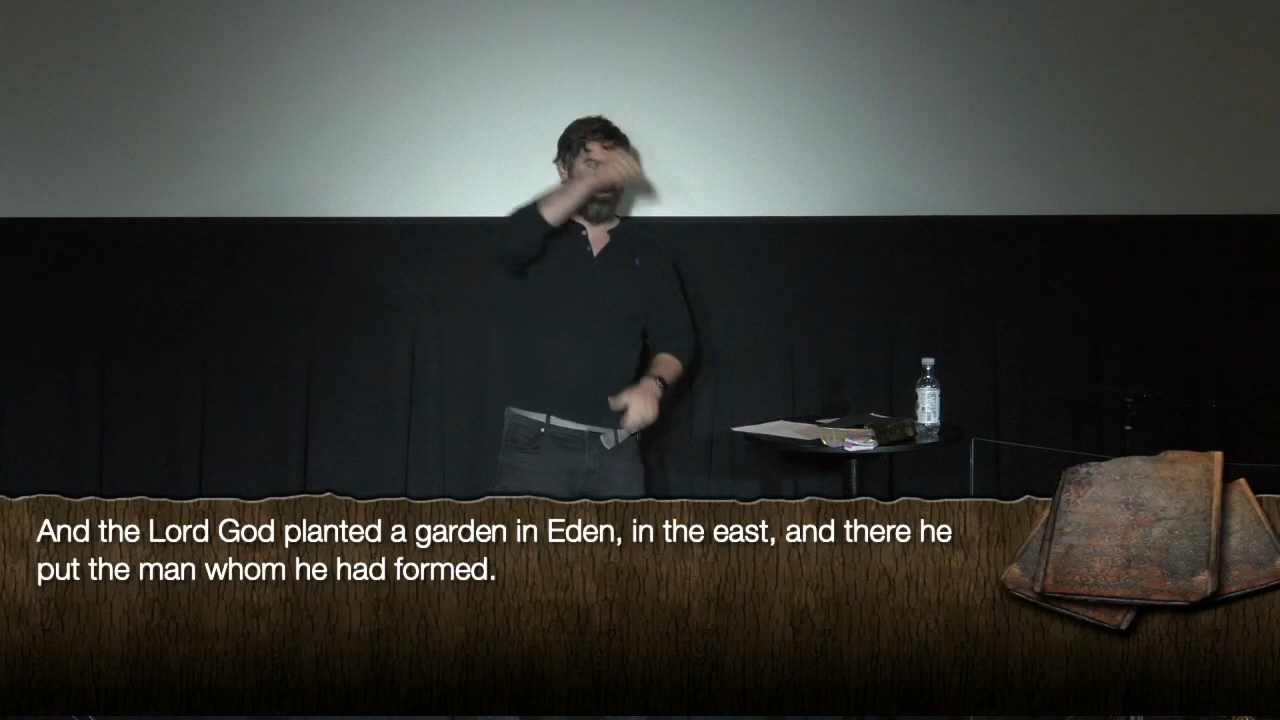 And the Lord God planted a garden in Eden, in the east, and there he
put the man whom he had formed.